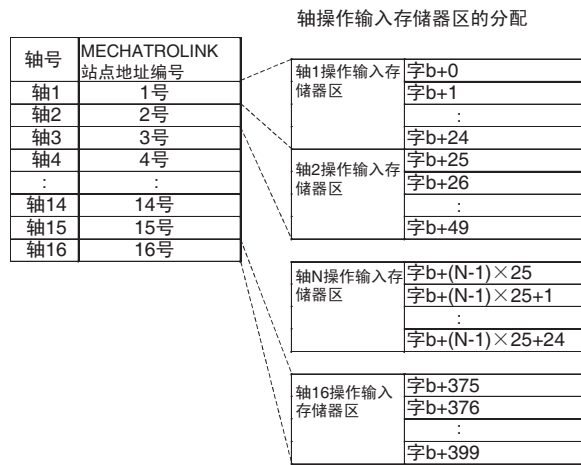 轴操作输入存储器区的分配
轴号
MECHATROLINK
站点地址编号
轴1 1号
轴2 2号
轴3 3号
轴4 4号
: :
轴14 14号
轴15 15号
轴16 16号
轴1操作输入存
储器区
字b+0
字b+1
:
字b+24
轴2操作输入存
储器区
字b+25
字b+26
:
字b+49
轴N操作输入存
储器区
字b+(N-1)×25
字b+(N-1)×25+1
:
字b+(N-1)×25+24
轴16操作输入
存储器区
字b+375
字b+376
:
字b+399